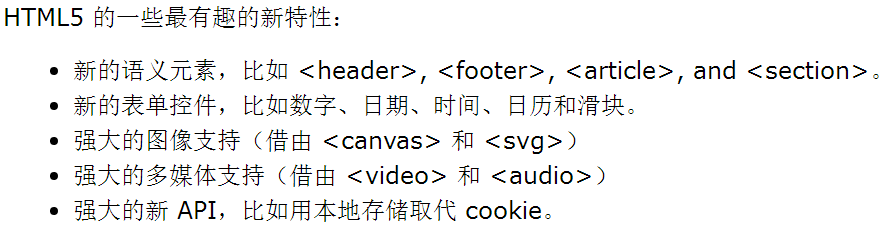 HTML5 的一些最有趣的新特性：
• 新的语义元素，比如 <header>, <footer>, <article>, and <section>。
• 新的表单控件，比如数字、日期、时间、日历和滑块。
• 强大的图像支持（借由 <canvas> 和 <svg>）
• 强大的多媒体支持（借由 <video> 和 <audio>）
• 强大的新 API，比如用本地存储取代 cookie。